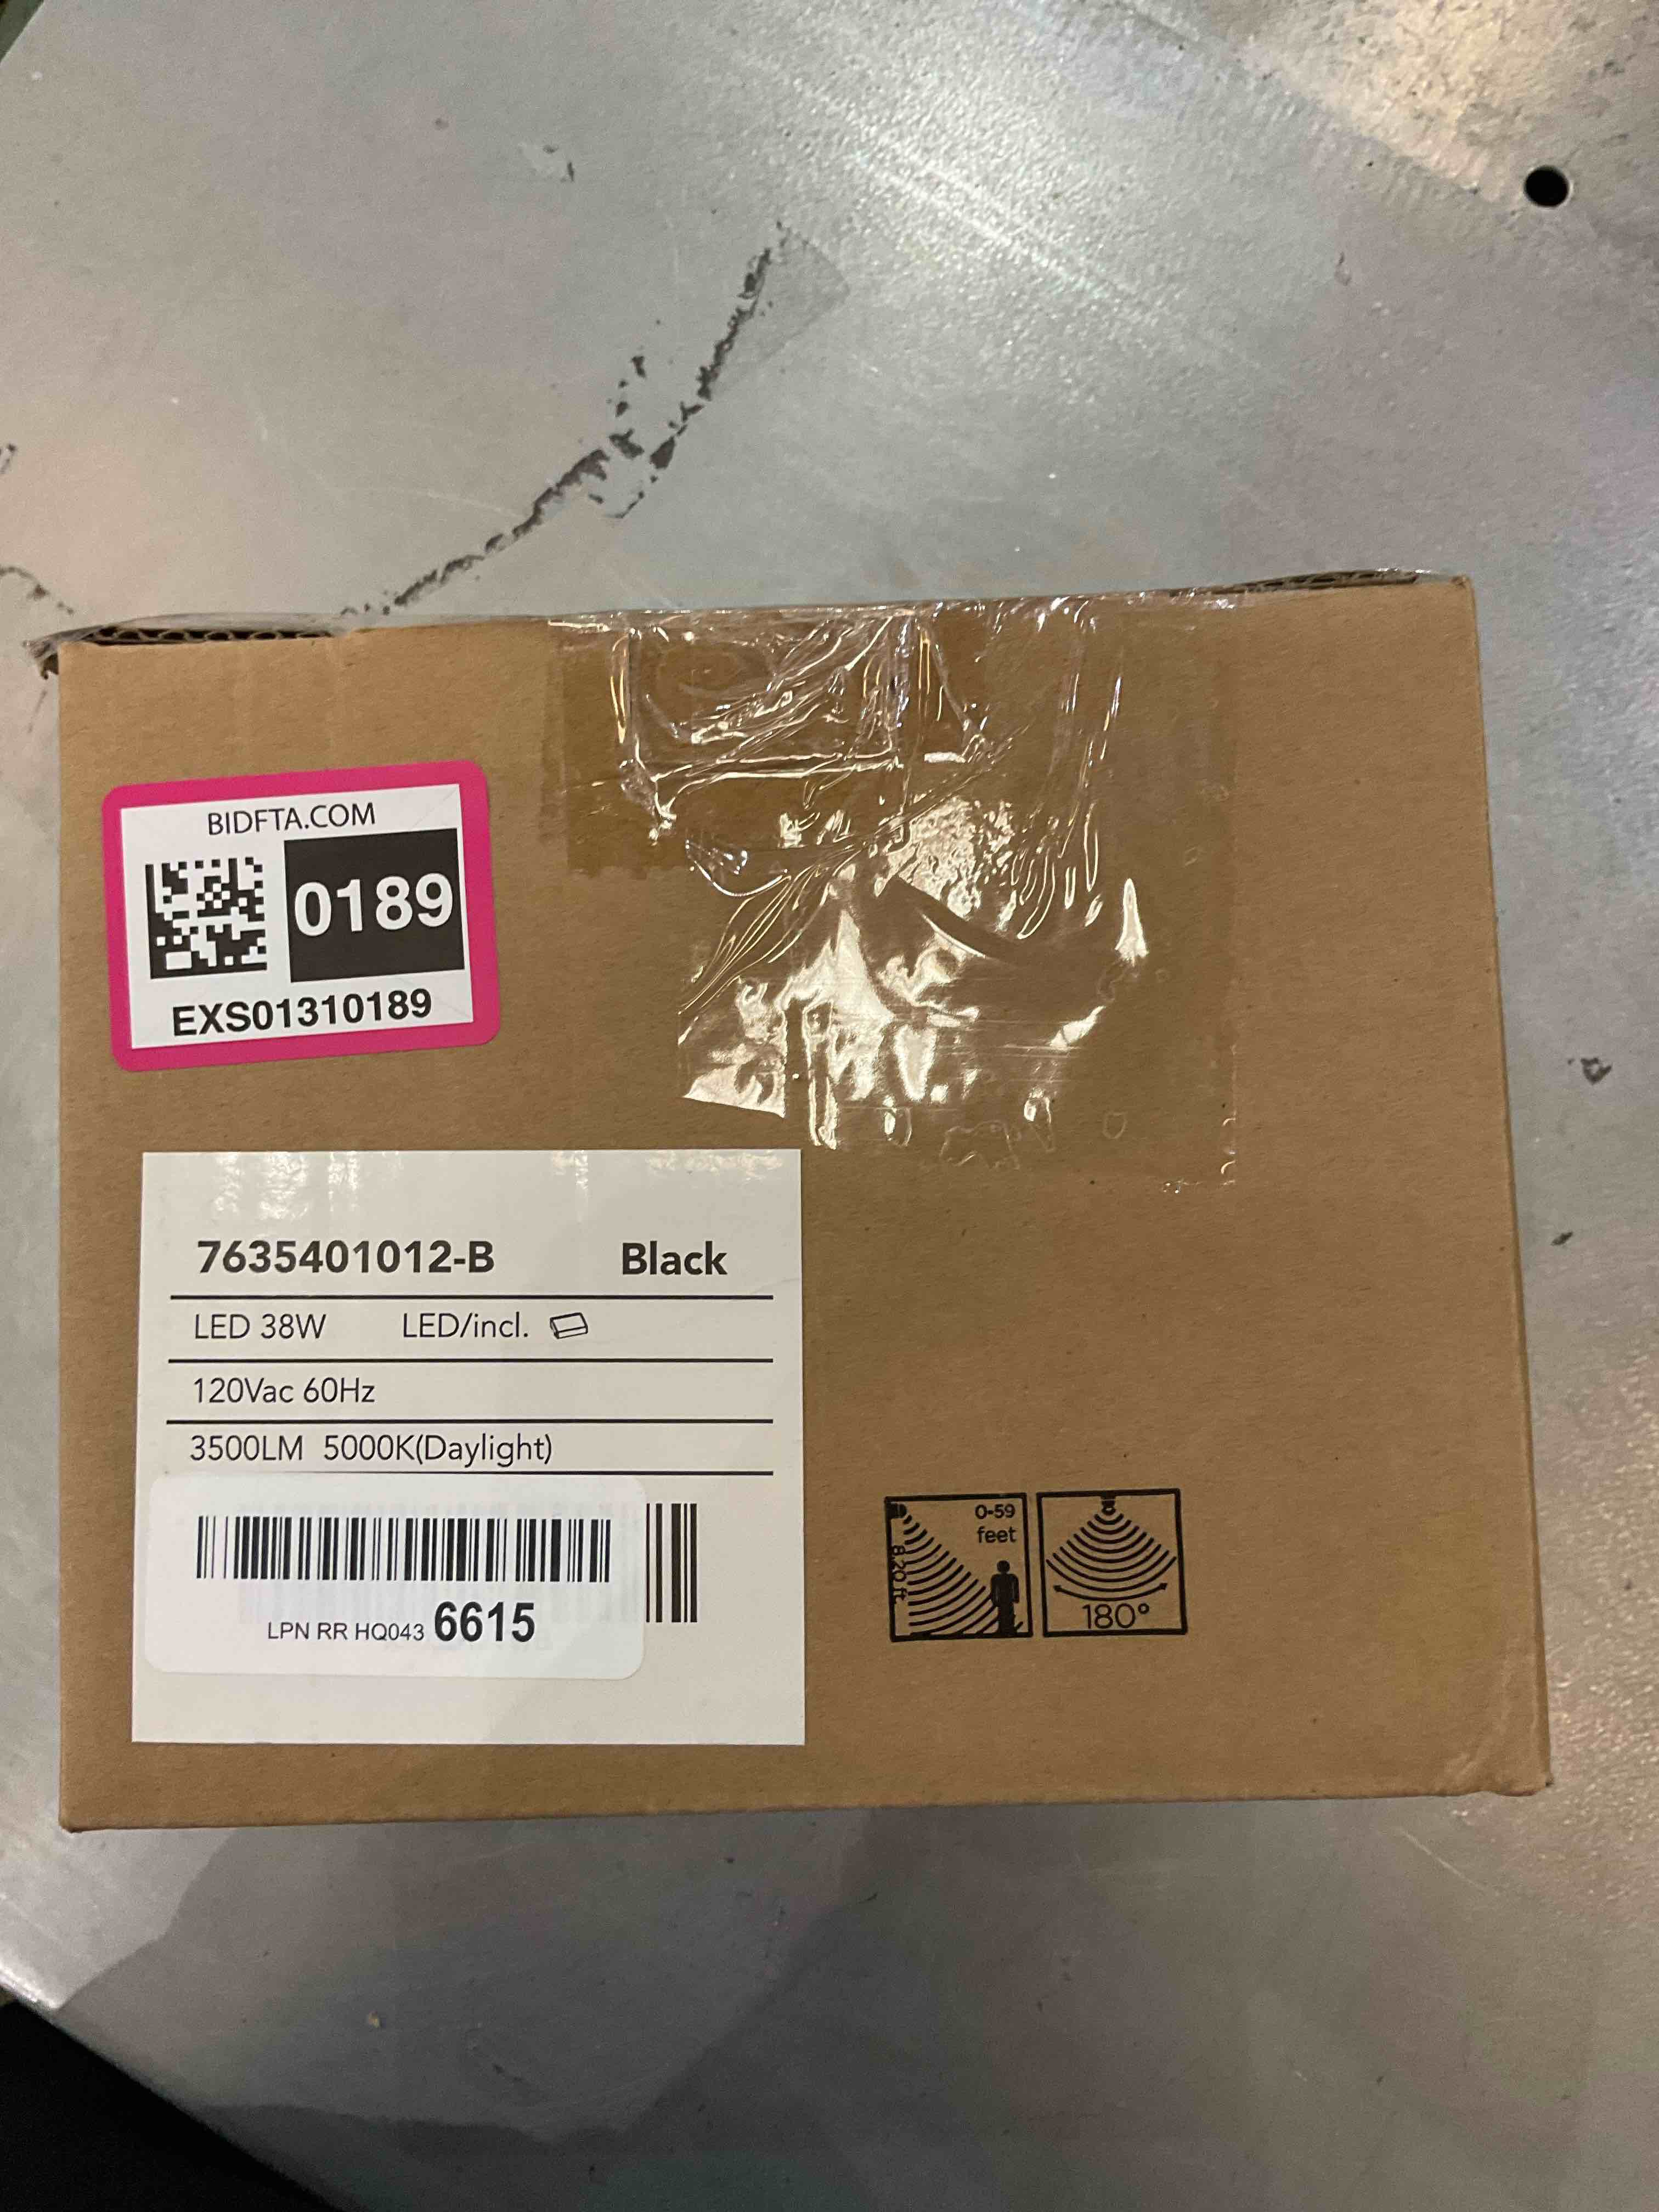 BIDFTA.COM
0189
EXS01310189
7635401012-B Black
LED 38W LED/incl.
120Vac 60Hz
3500LM 5000K(Daylight)
LPN RR HQ043 6615
0-59
feet
8.20 ft.
180°